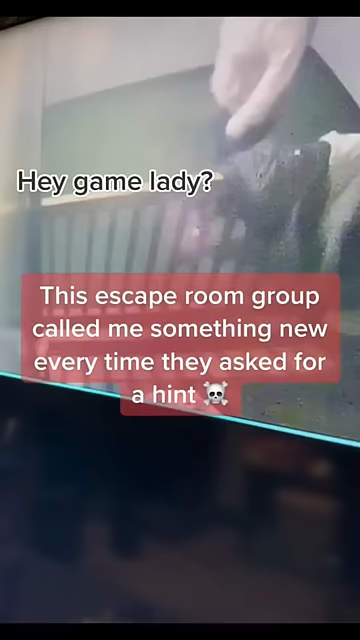 Hey game lady?
This escape room group
called me something new
every time they asked for
a hint ☠️